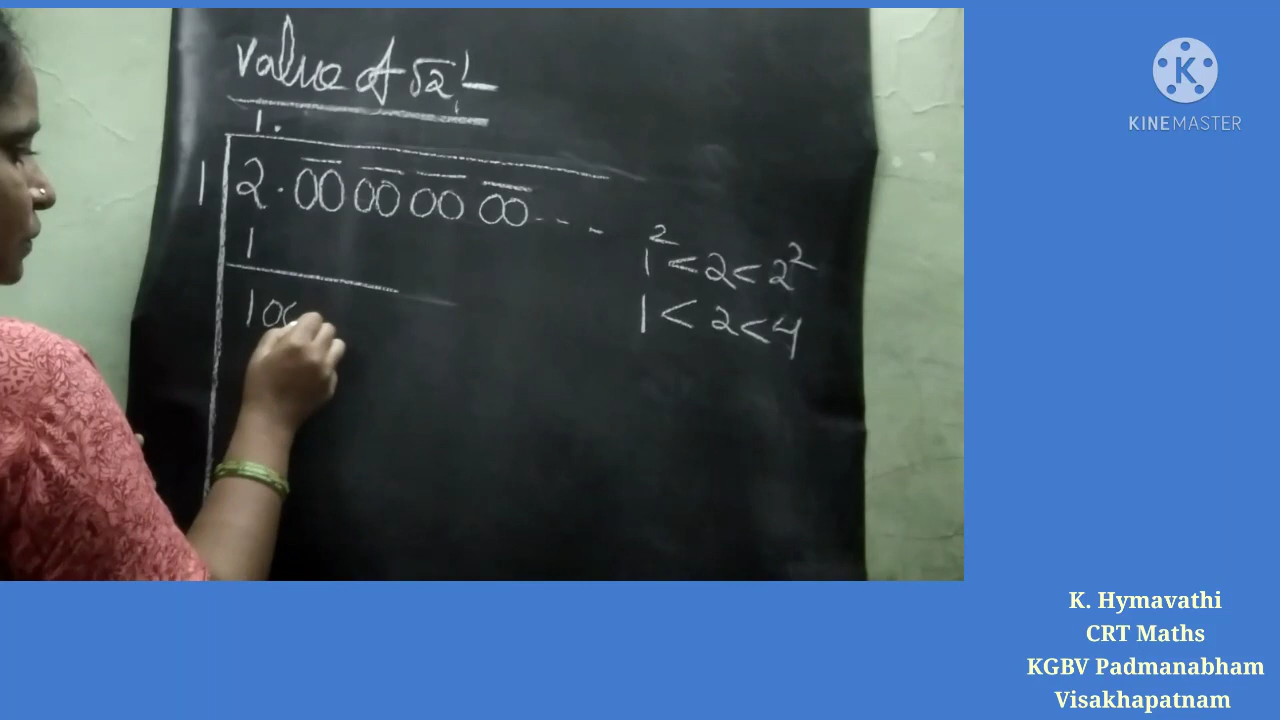 Value of √2 :-
1.
1 2.00 00 00 00 - - -
1
100
1² < 2 < 2²
1 < 2 < 4
K
KINEMASTER
K. Hymavathi
CRT Maths
KGBV Padmanabham
Visakhapatnam